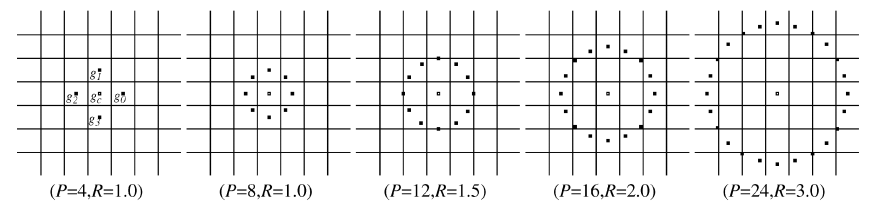 g1
g2 gc g0
g3
(P=4,R=1.0) (P=8,R=1.0) (P=12,R=1.5) (P=16,R=2.0) (P=24,R=3.0)